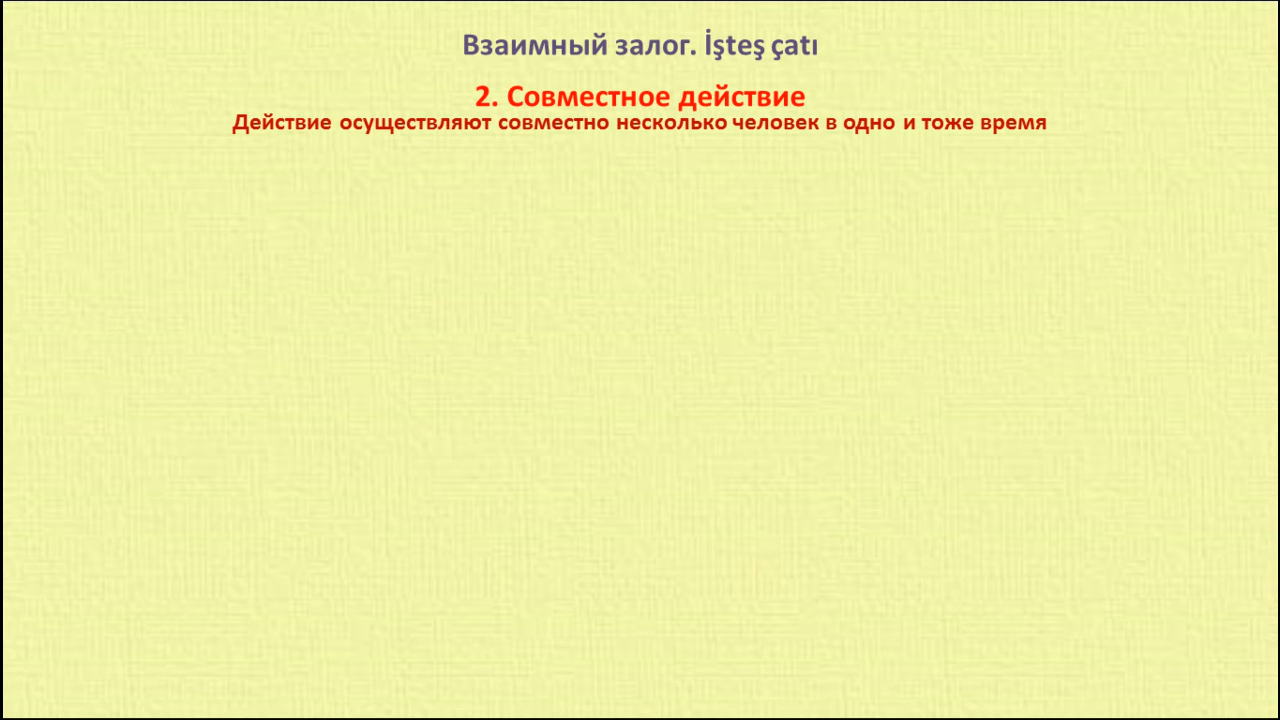 Взаимный залог. İşteş çatı
2. Совместное действие
Действие осуществляют совместно несколько человек в одно и тоже время